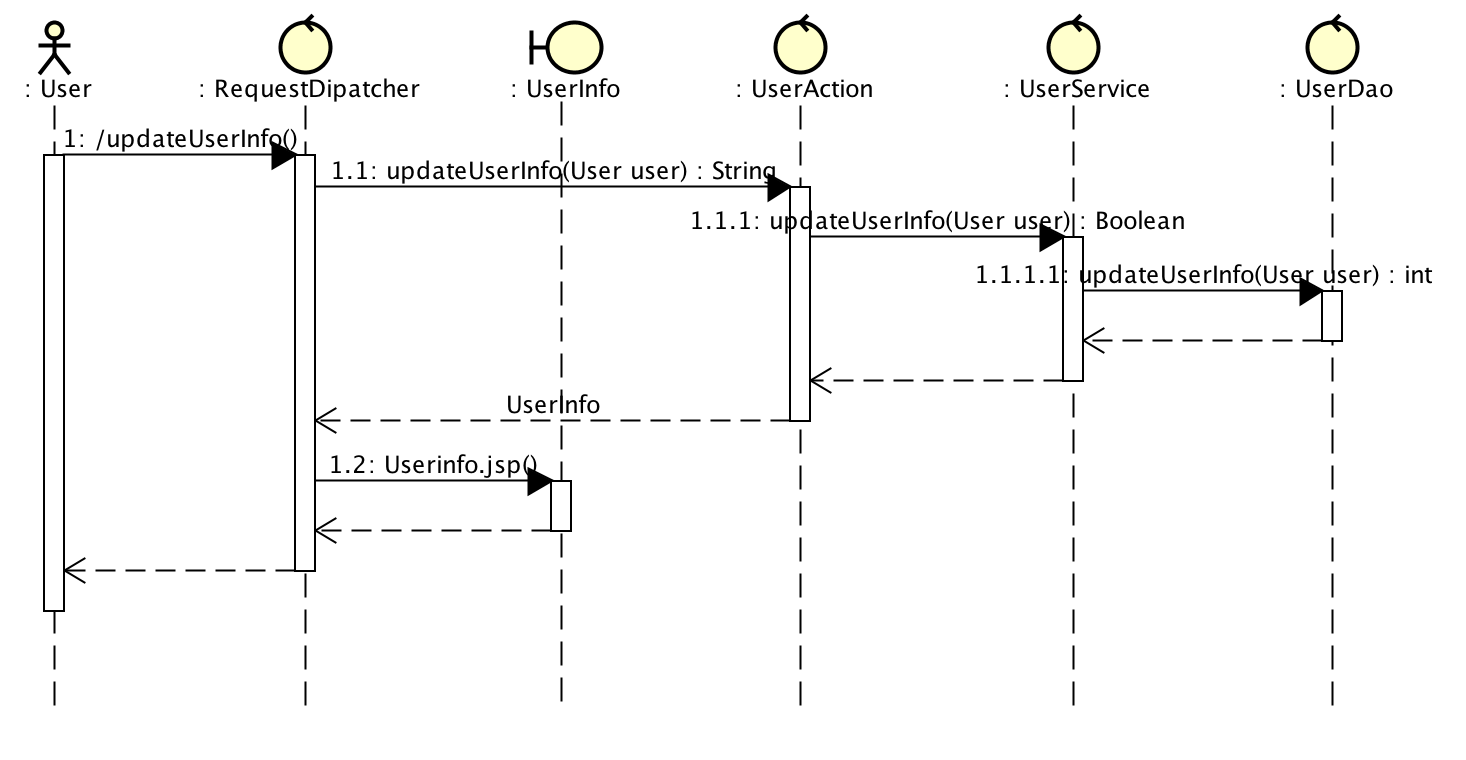 : User
: RequestDipatcher
: UserInfo
: UserAction
: UserService
: UserDao
1: /updateUserInfo()
1.1: updateUserInfo(User user) : String
1.1.1: updateUserInfo(User user) : Boolean
1.1.1.1: updateUserInfo(User user) : int
UserInfo
1.2: Userinfo.jsp()